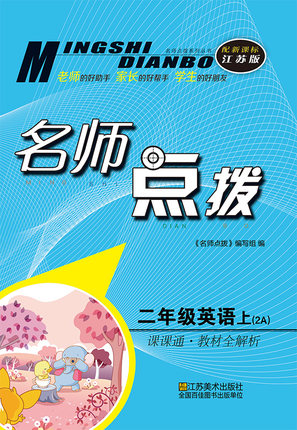 MINGSHI
名师点拨系列丛书
DIANBO
配新课标
江苏版
老师的好助手 家长的好帮手 学生的好朋友
名师
点拨
《名师点拨》编写组 编
二年级英语上(2A)
课课通·教材全解析
江苏美术出版社
全国百佳图书出版单位